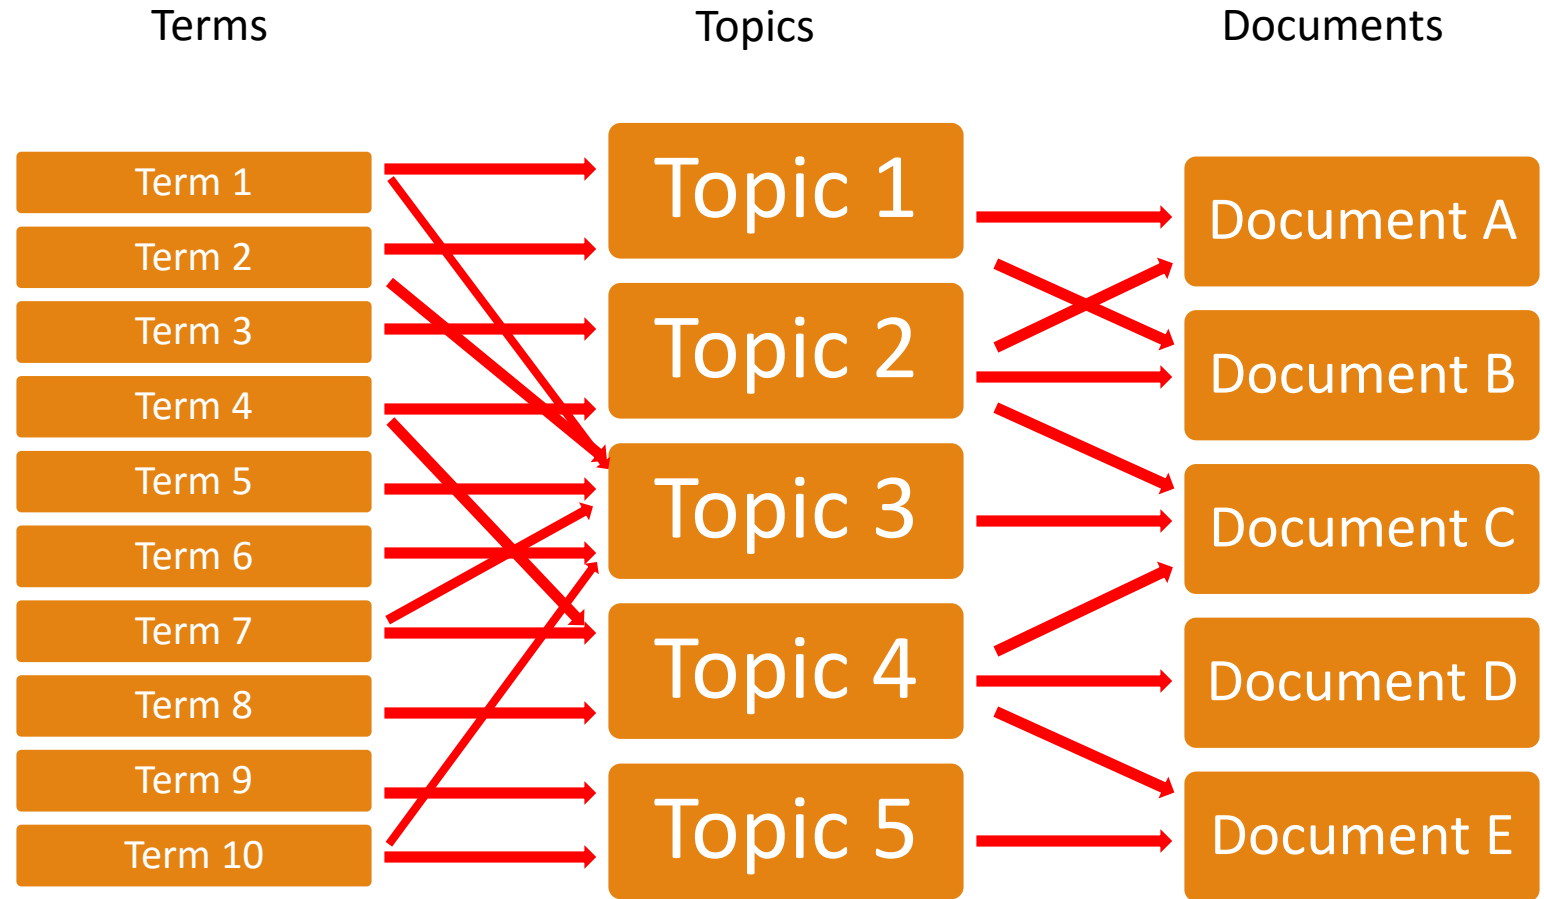 Terms
Topics
Documents
Term 1
Term 2
Term 3
Term 4
Term 5
Term 6
Term 7
Term 8
Term 9
Term 10
Topic 1
Topic 2
Topic 3
Topic 4
Topic 5
Document A
Document B
Document C
Document D
Document E